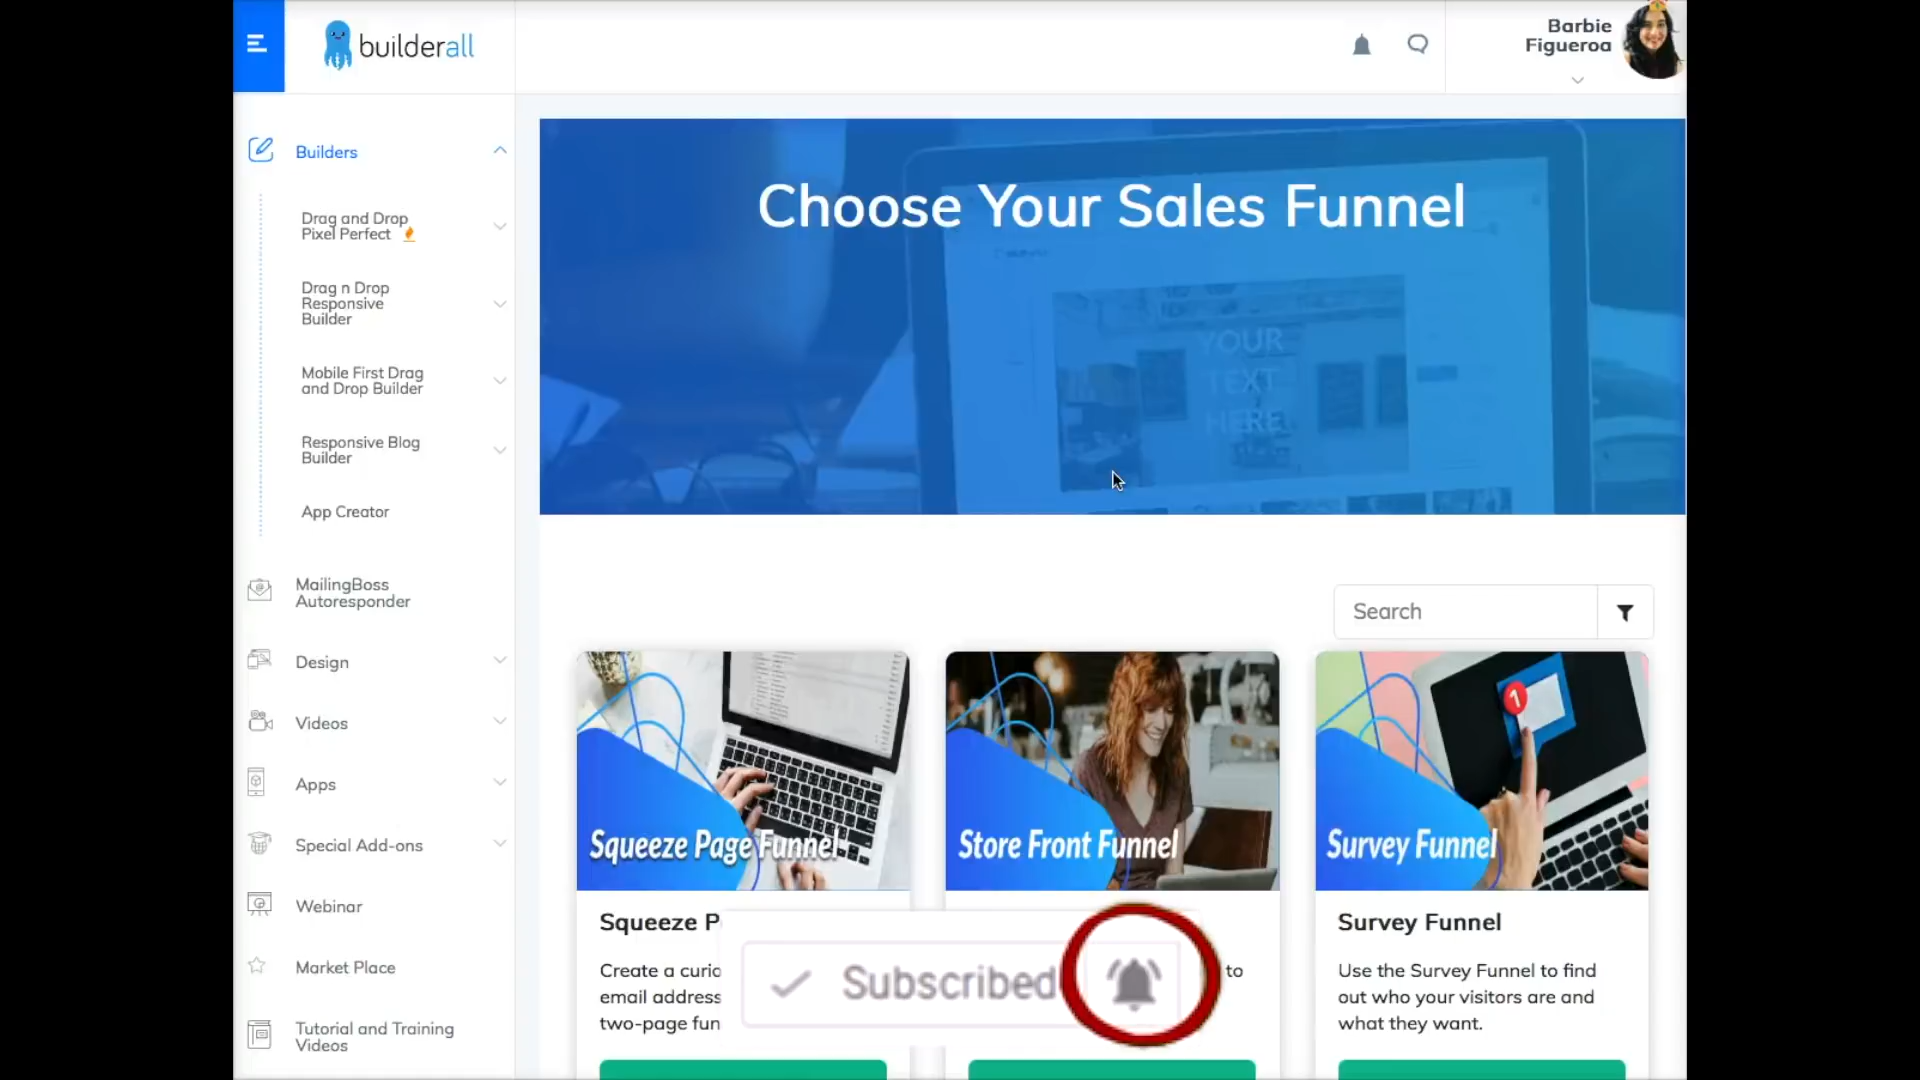 builderall
Barbie
Figueroa
Builders
Drag and Drop
Pixel Perfect
Drag n Drop
Responsive
Builder
Mobile First Drag
and Drop Builder
Responsive Blog
Builder
App Creator
MailingBoss
Autoresponder
Design
Videos
Apps
Special Add-ons
Webinar
Market Place
Tutorial and Training
Videos
Choose Your Sales Funnel
YOUR
TEXT
HERE
Search
Squeeze Page Funnel
Store Front Funnel
1
Survey Funnel
Squeeze P
Create a curio
email address
two-page fun
to
Subscribed
Survey Funnel
Use the Survey Funnel to find
out who your visitors are and
what they want.